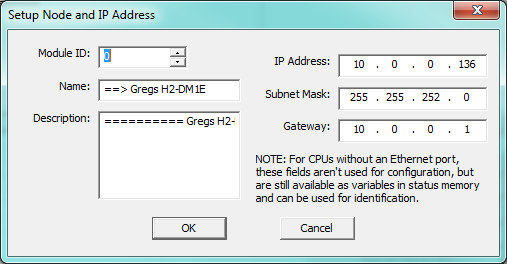 Setup Node and IP Address
Module ID: 0
Name: ==> Gregs H2-DM1E
Description: ========== Gregs H2-
IP Address: 10 . 0 . 0 . 136
Subnet Mask: 255 . 255 . 252 . 0
Gateway: 10 . 0 . 0 . 1
NOTE: For CPUs without an Ethernet port,
these fields aren't used for configuration, but
are still available as variables in status memory
and can be used for identification.
OK
Cancel